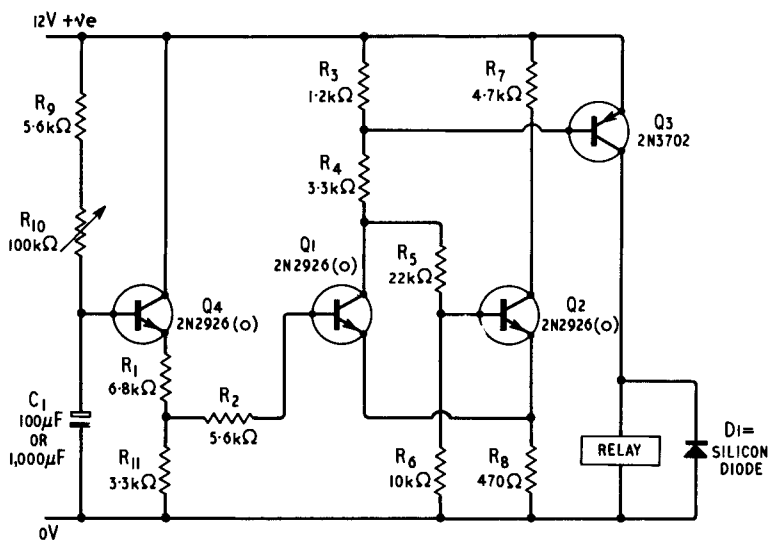 12V +ve
R9
5·6kΩ
R10
100kΩ
C1
100μF
OR
1,000μF
Q4
2N2926(o)
R1
6·8kΩ
R11
3·3kΩ
R2
5·6kΩ
Q1
2N2926(o)
R3
1·2kΩ
R4
3·3kΩ
R5
22kΩ
R6
10kΩ
R7
4·7kΩ
Q2
2N2926(o)
R8
470Ω
Q3
2N3702
RELAY
D1=
SILICON
DIODE
0V